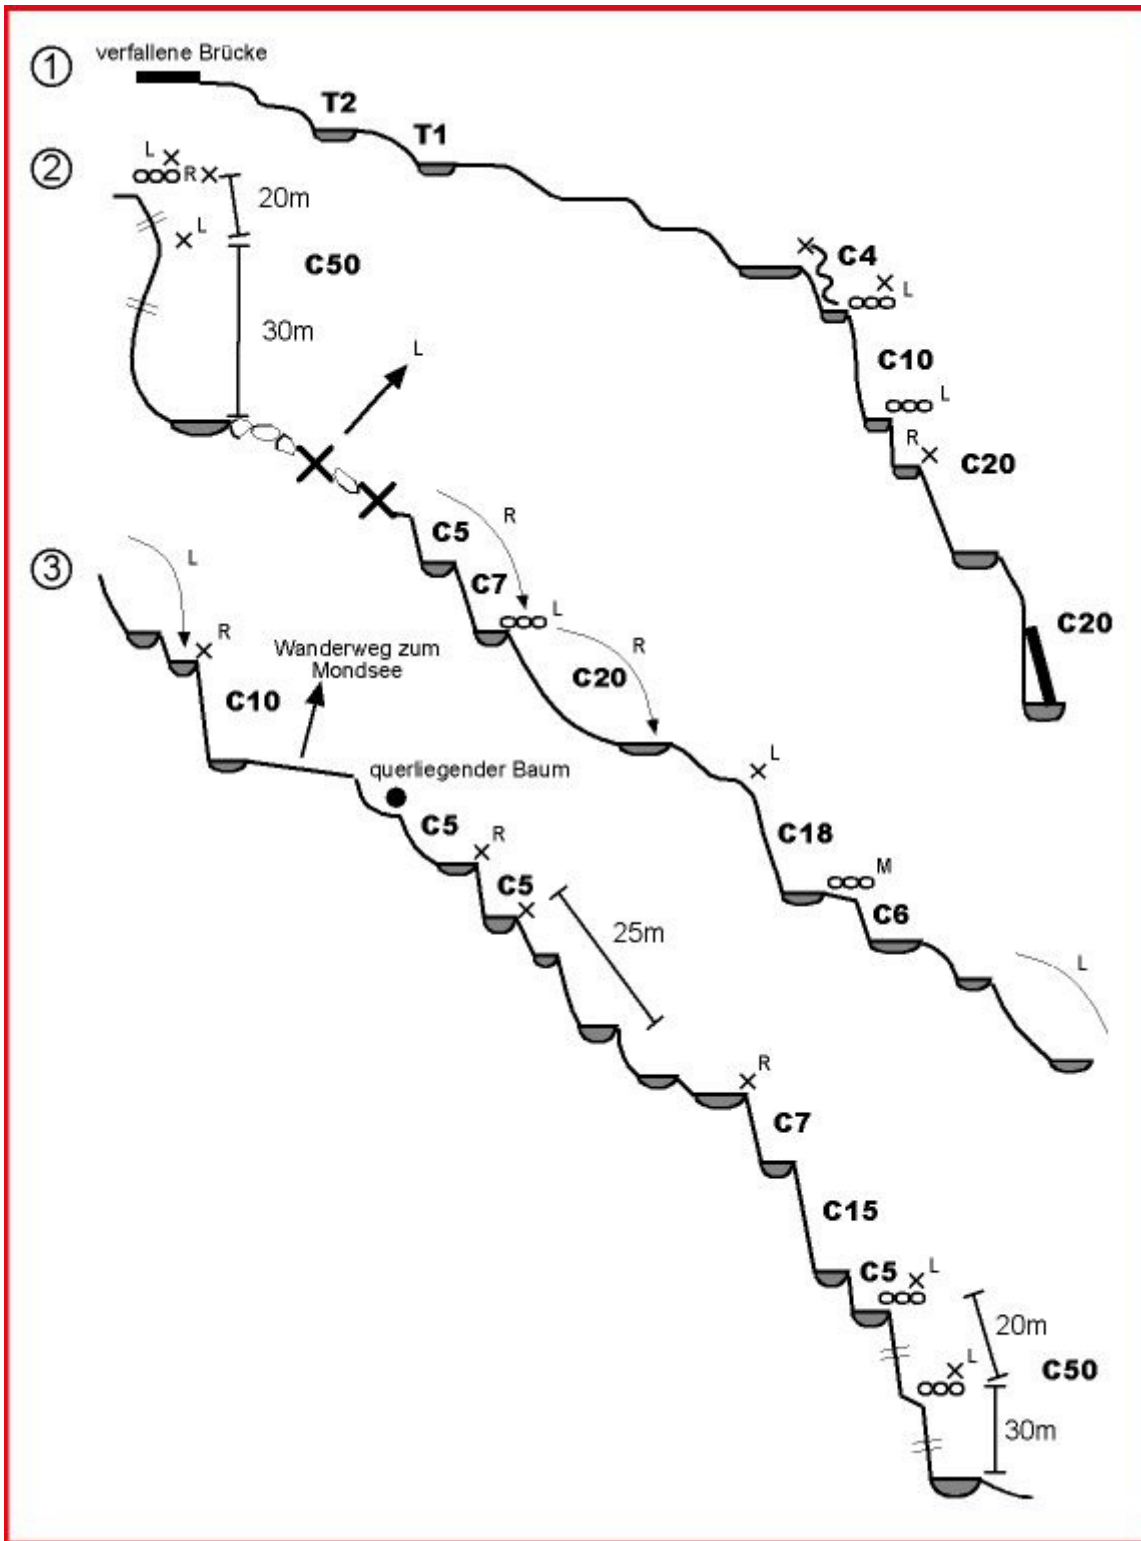 1
verfallene Brücke
T2
T1
C4
L
C10
L
R
C20
C20
2
L
R
20m
L
C50
30m
L
C5
R
C7
L
R
C20
L
C18
M
C6
L
3
L
R
C10
Wanderweg zum
Mondsee
querliegender Baum
C5
R
C5
25m
R
C7
C15
C5
L
20m
L
C50
30m